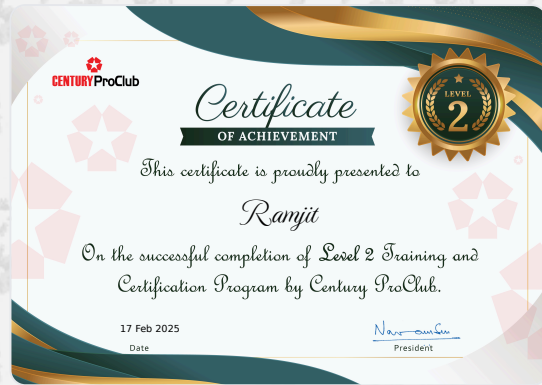 CENTURY ProClub
LEVEL
2
Certificate
OF ACHIEVEMENT
This certificate is proudly presented to
Ramjit
On the successful completion of Level 2 Training and
Certification Program by Century ProClub.
17 Feb 2025
Date
President